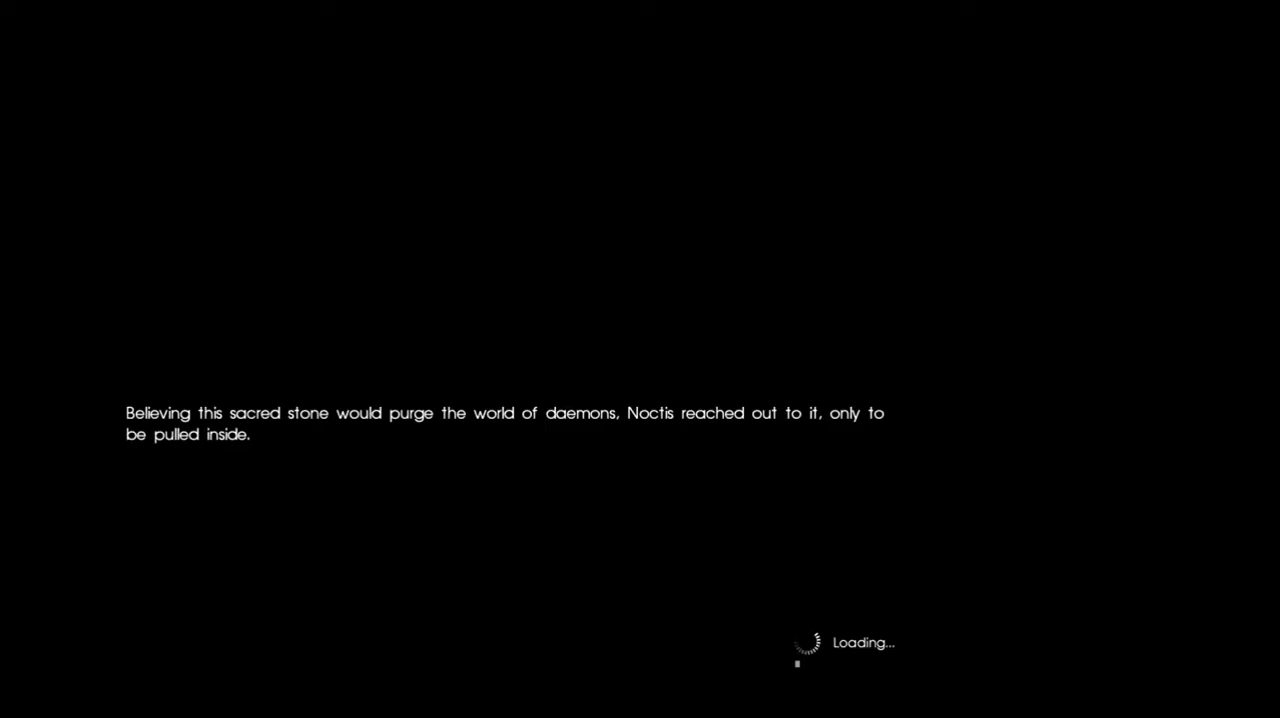 Believing this sacred stone would purge the world of daemons, Noctis reached out to it, only to
be pulled inside.
Loading...